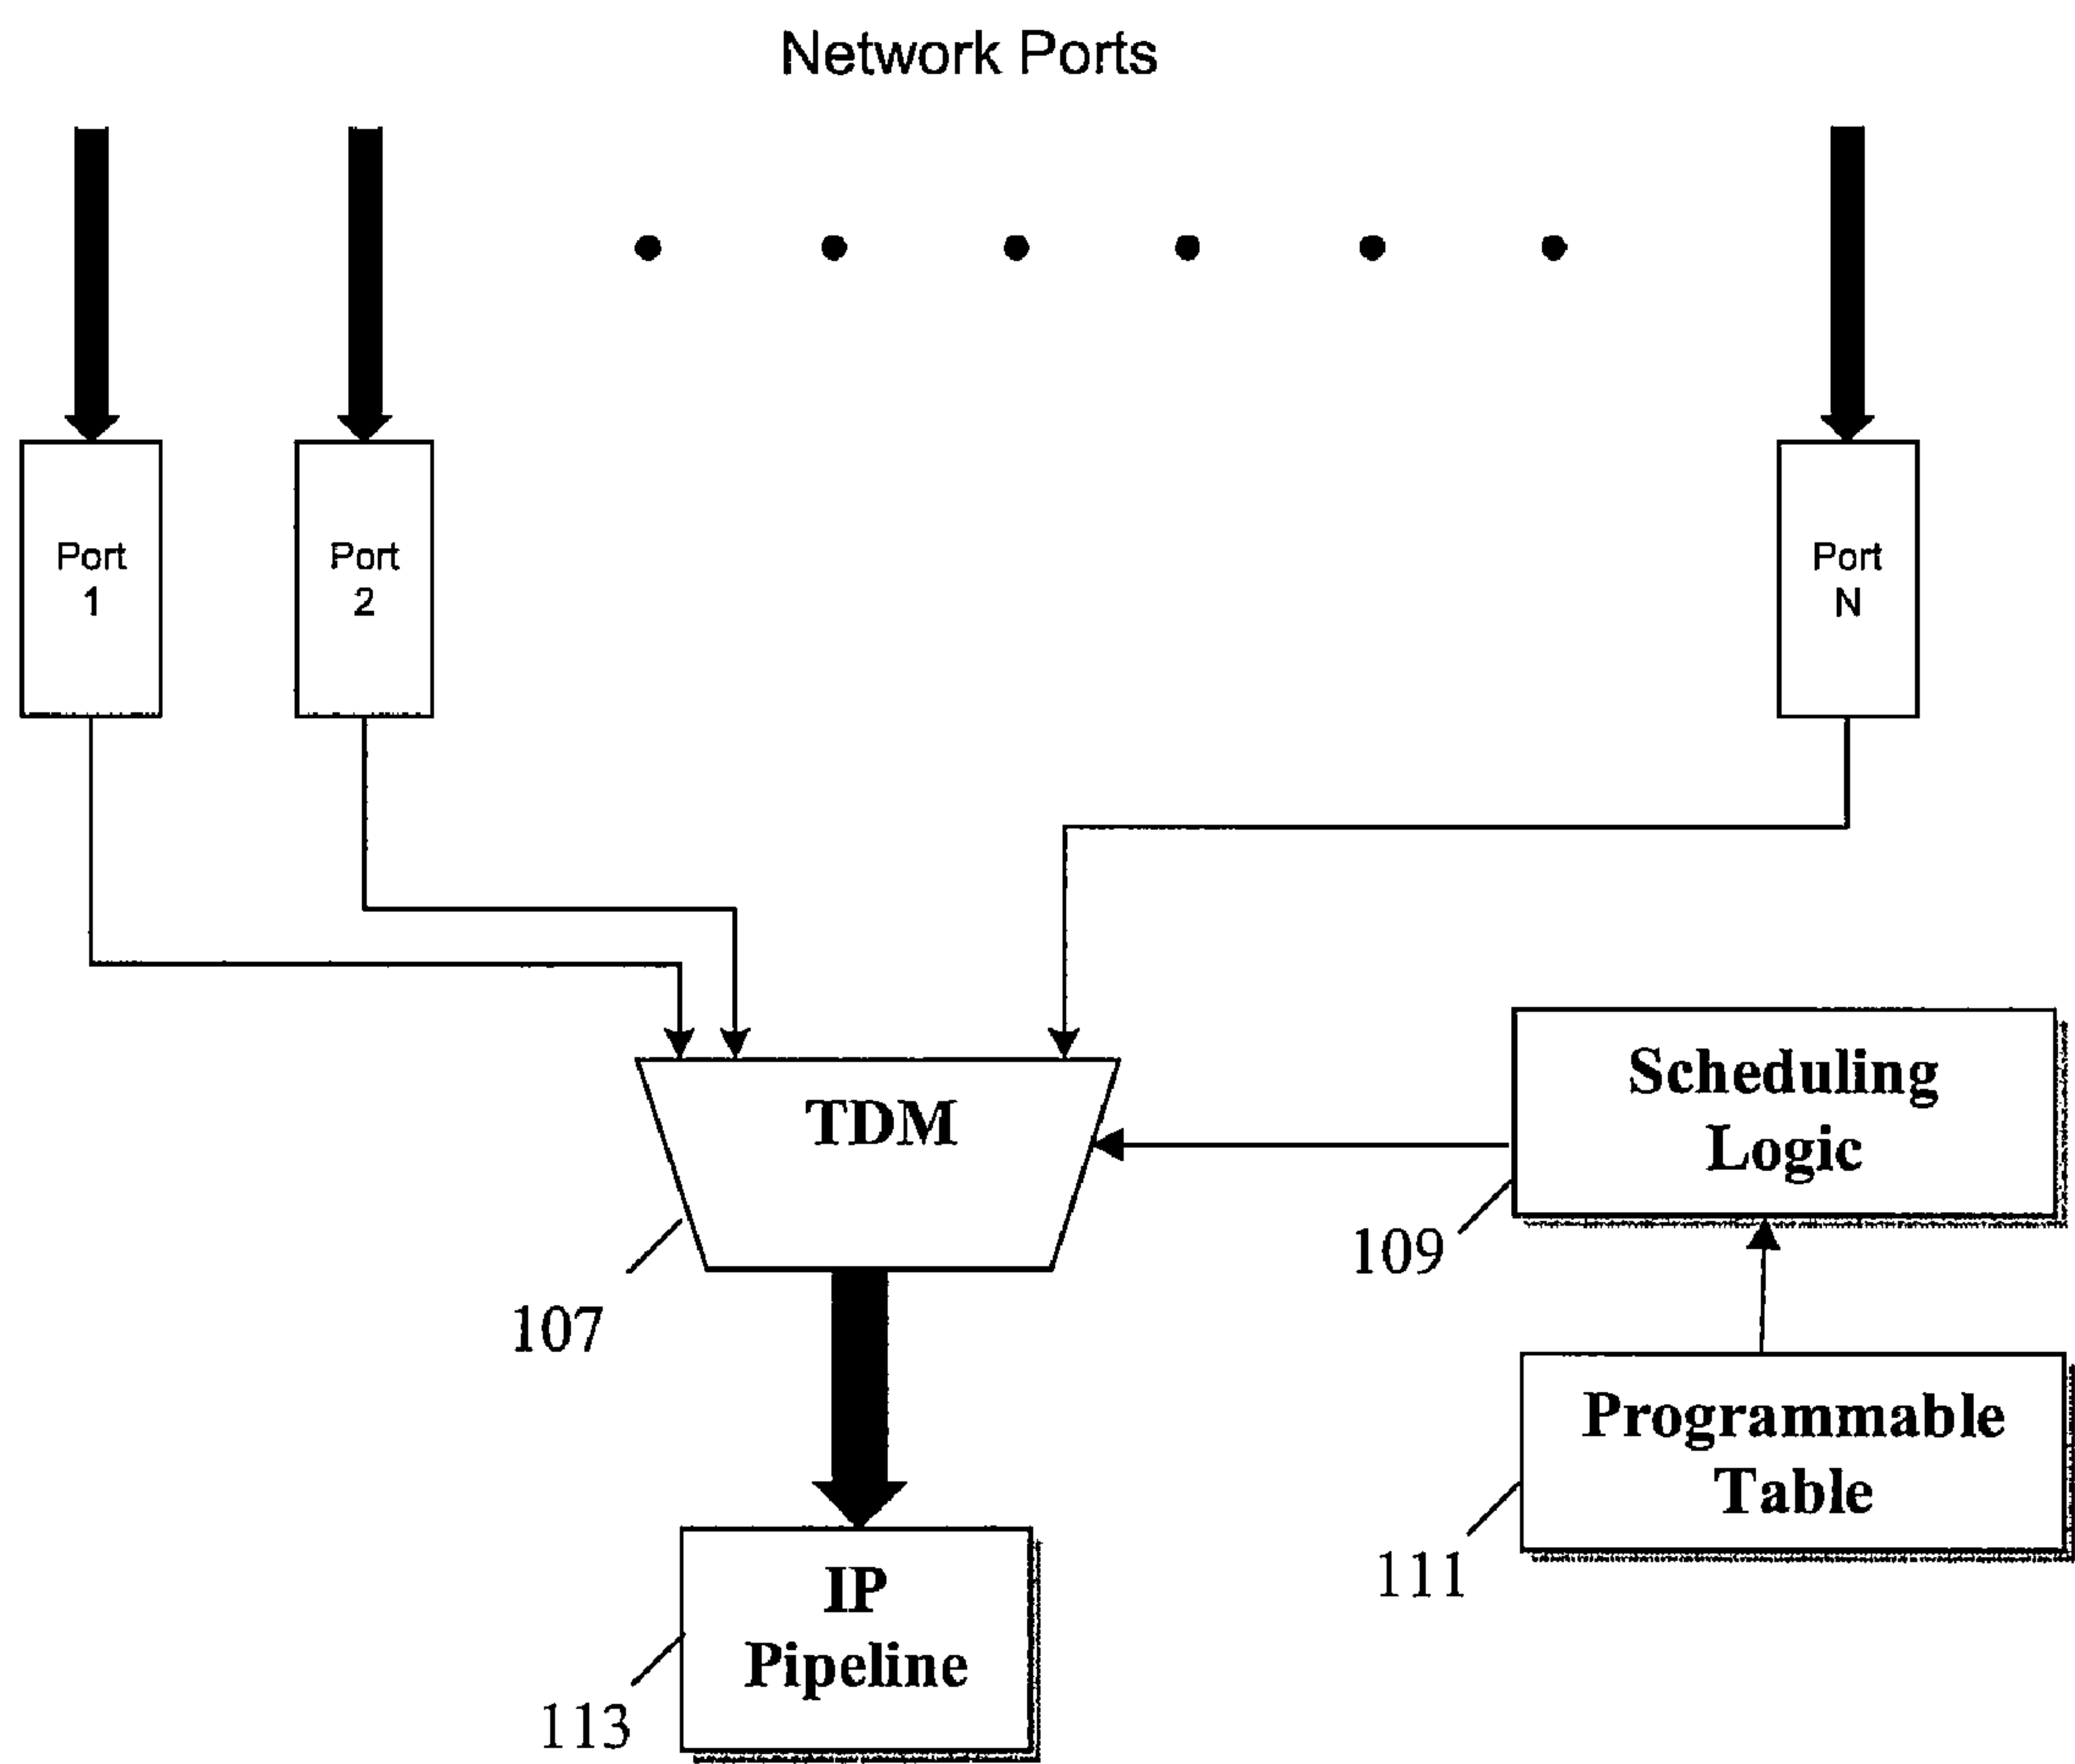 Network Ports
Port
1
Port
2
Port
N
TDM
Scheduling
Logic
109
107
Programmable
Table
111
IP
Pipeline
113